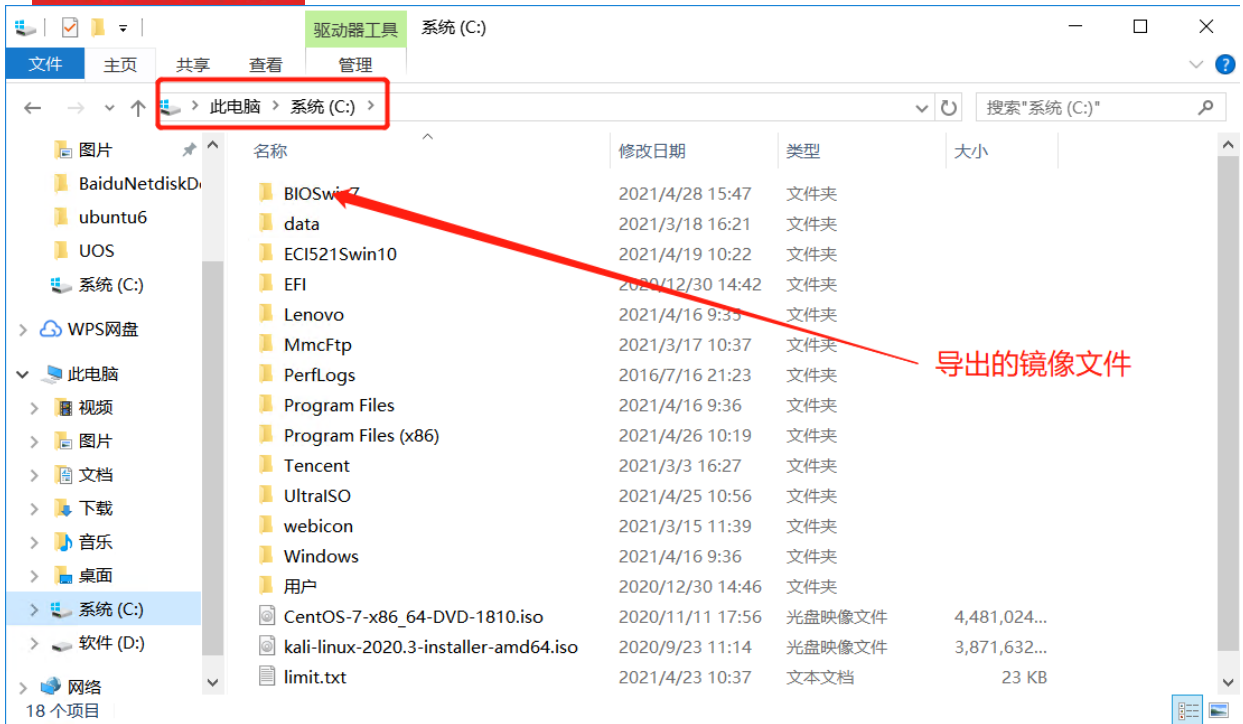 驱动器工具 系统 (C:)
文件 主页 共享 查看 管理
此电脑 系统 (C:) 搜索"系统 (C:)"
名称 修改日期 类型 大小
图片
BaiduNetdiskD
ubuntu6
UOS
系统 (C:)
WPS网盘
此电脑
视频
图片
文档
下载
音乐
桌面
系统 (C:)
软件 (D:)
网络
BIOSwin7 2021/4/28 15:47 文件夹
data 2021/3/18 16:21 文件夹
ECI521Swin10 2021/4/19 10:22 文件夹
EFI 2020/12/30 14:42 文件夹
Lenovo 2021/4/16 9:35 文件夹
MmcFtp 2021/3/17 10:37 文件夹
PerfLogs 2016/7/16 21:23 文件夹
Program Files 2021/4/16 9:36 文件夹
Program Files (x86) 2021/4/26 10:19 文件夹
Tencent 2021/3/3 16:27 文件夹
UltraISO 2021/4/25 10:56 文件夹
webicon 2021/3/15 11:39 文件夹
Windows 2021/4/16 9:36 文件夹
用户 2020/12/30 14:46 文件夹
CentOS-7-x86_64-DVD-1810.iso 2020/11/11 17:56 光盘映像文件 4,481,024...
kali-linux-2020.3-installer-amd64.iso 2020/9/23 11:14 光盘映像文件 3,871,632...
limit.txt 2021/4/23 10:37 文本文档 23 KB
导出的镜像文件
18 个项目